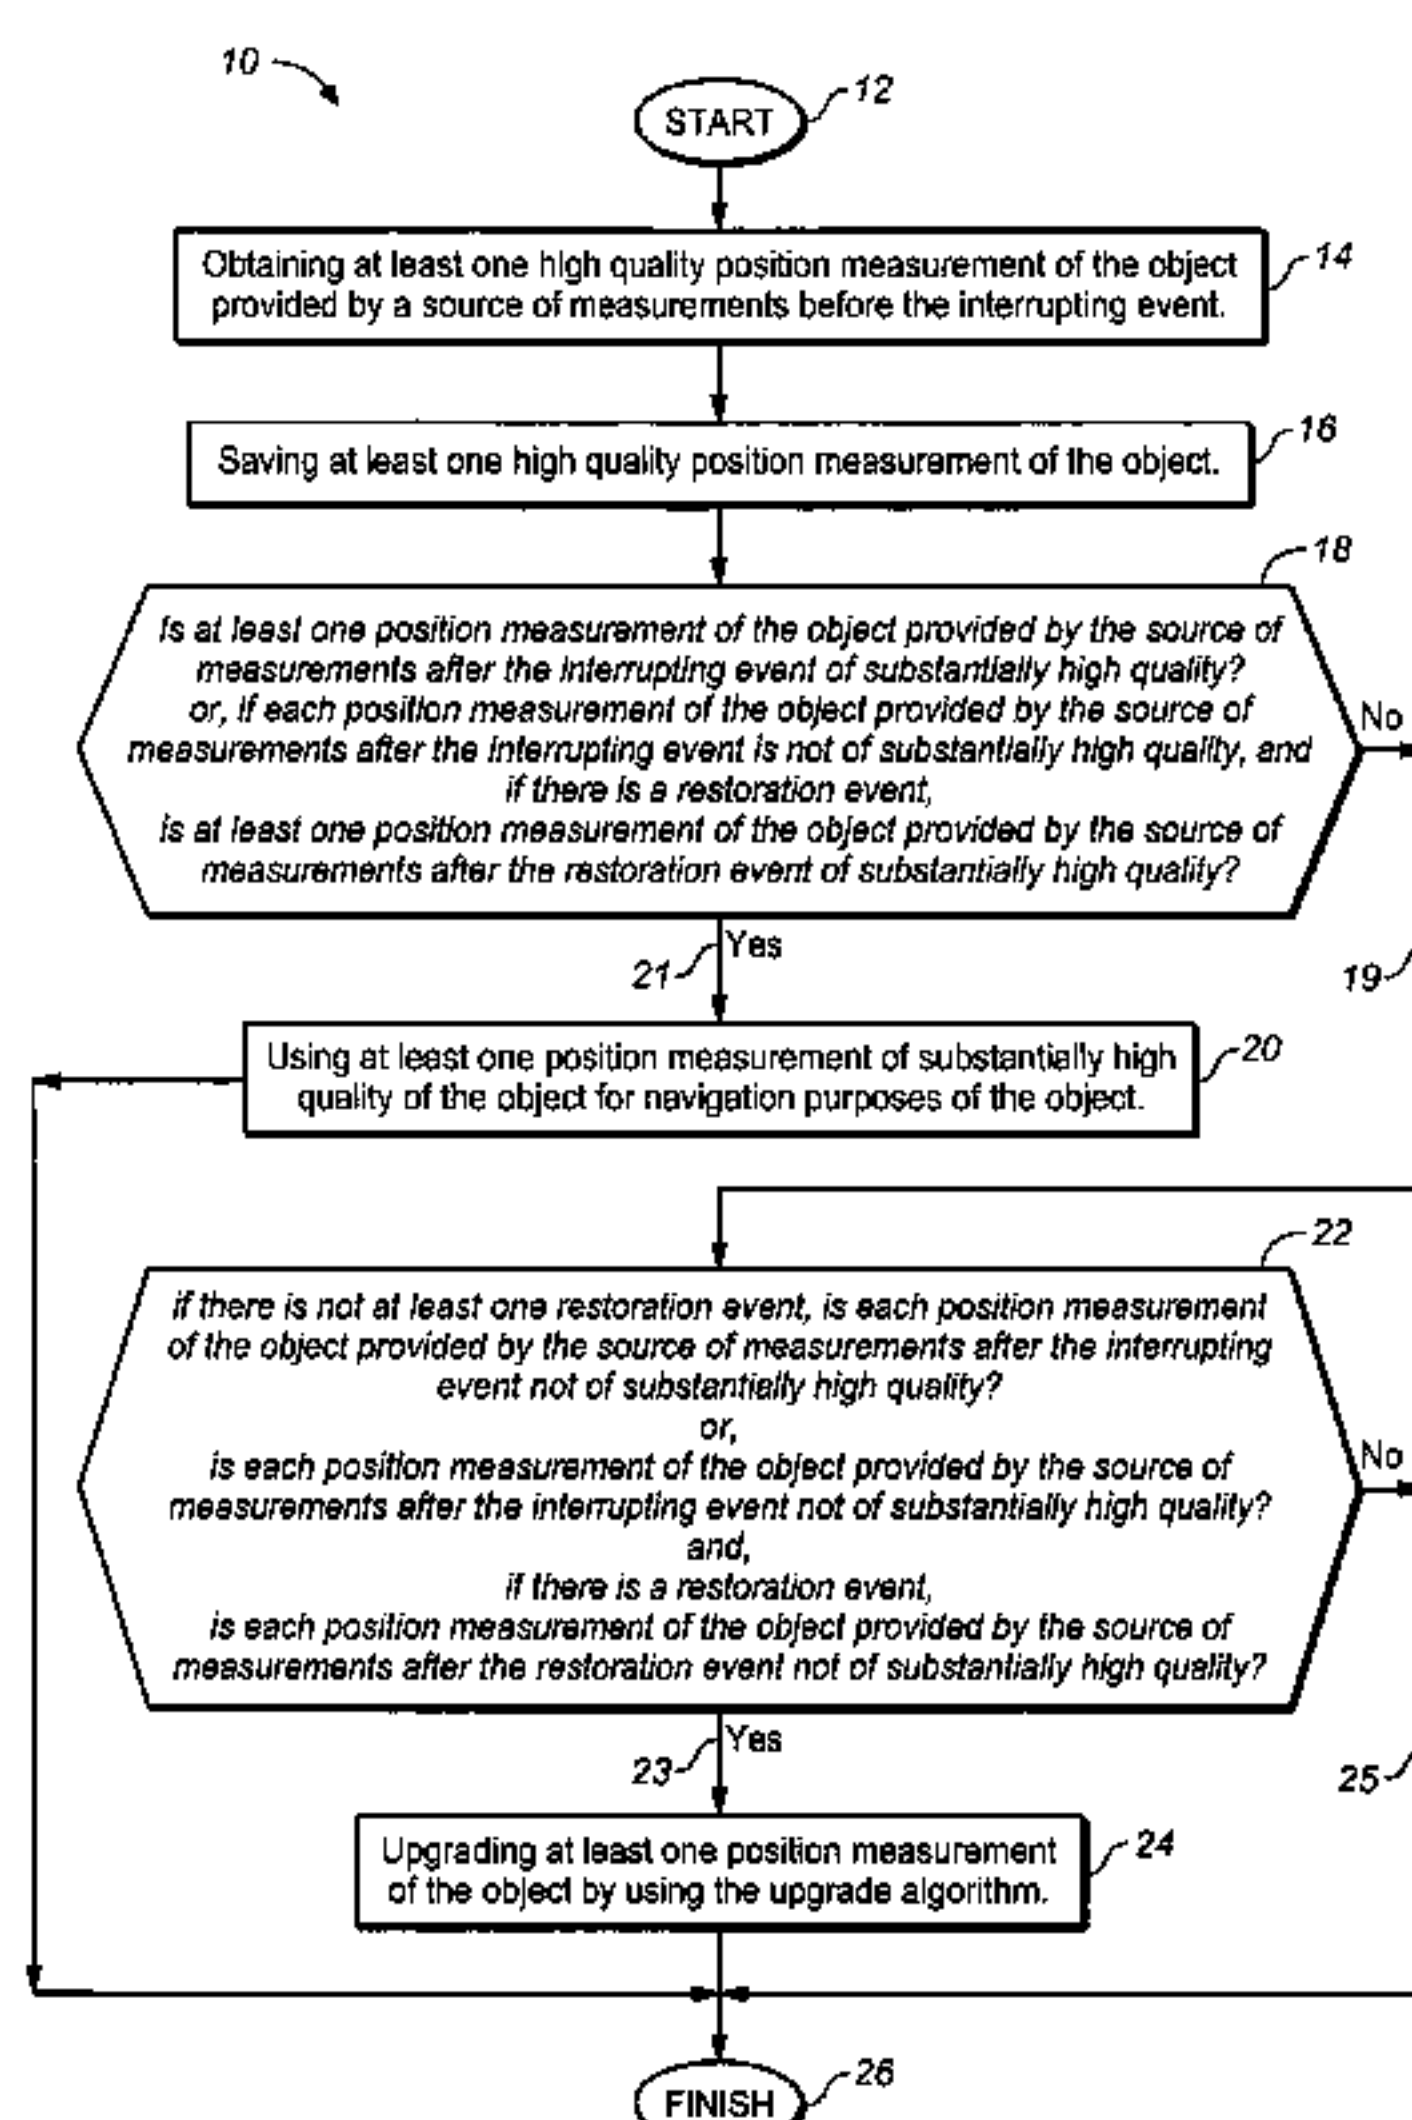 10
START
12
Obtaining at least one high quality position measurement of the object
provided by a source of measurements before the interrupting event.
14
Saving at least one high quality position measurement of the object.
16
18
Is at least one position measurement of the object provided by the source of
measurements after the interrupting event of substantially high quality?
or, if each position measurement of the object provided by the source of
measurements after the interrupting event is not of substantially high quality, and
if there is a restoration event,
is at least one position measurement of the object provided by the source of
measurements after the restoration event of substantially high quality?
No
Yes
21
19
Using at least one position measurement of substantially high
quality of the object for navigation purposes of the object.
20
22
if there is not at least one restoration event, is each position measurement
of the object provided by the source of measurements after the interrupting
event not of substantially high quality?
or,
is each position measurement of the object provided by the source of
measurements after the interrupting event not of substantially high quality?
and,
if there is a restoration event,
is each position measurement of the object provided by the source of
measurements after the restoration event not of substantially high quality?
No
Yes
23
25
Upgrading at least one position measurement
of the object by using the upgrade algorithm.
24
FINISH
26